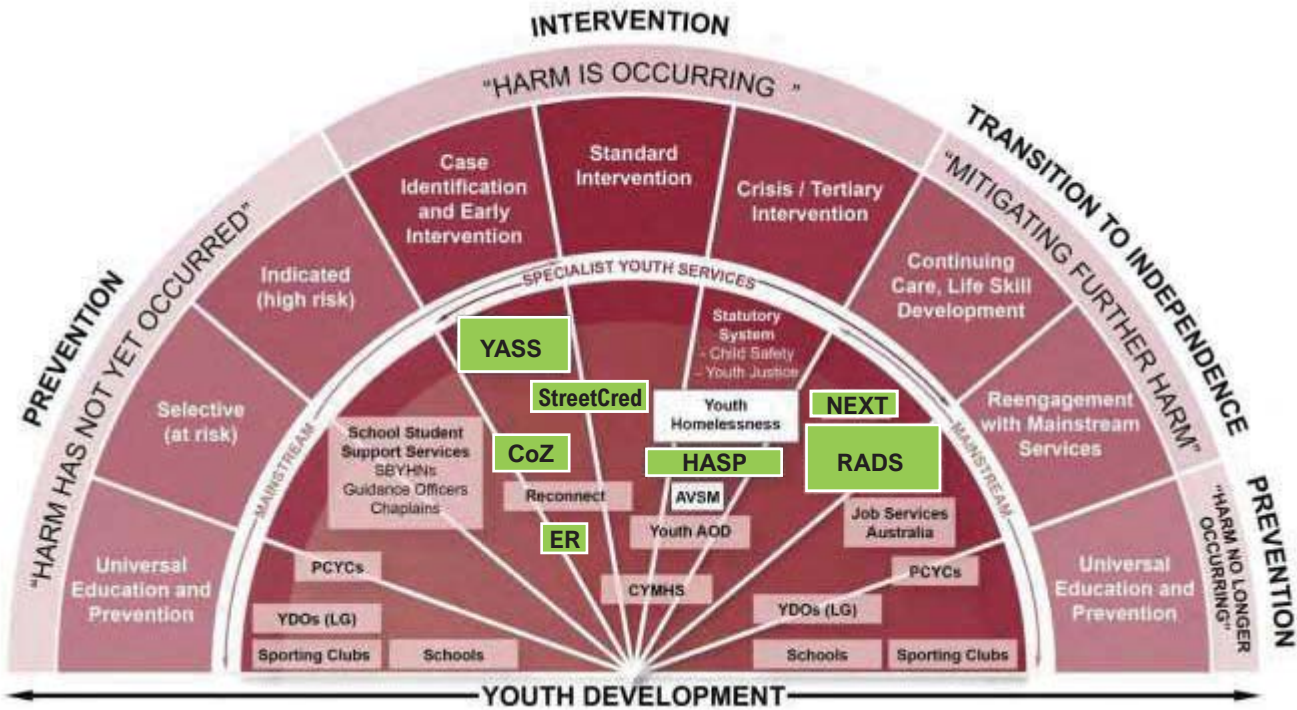 INTERVENTION
"HARM IS OCCURRING "
TRANSITION TO INDEPENDENCE
"MITIGATING FURTHER HARM"
PREVENTION
"HARM HAS NOT YET OCCURRED"
PREVENTION
"HARM NO LONGER
OCCURRING"
Universal
Education and
Prevention
Selective
(at risk)
Indicated
(high risk)
Case
Identification
and Early
Intervention
Standard
Intervention
Crisis / Tertiary
Intervention
Continuing
Care, Life Skill
Development
Reengagement
with Mainstream
Services
Universal
Education and
Prevention
MAINSTREAM
SPECIALIST YOUTH SERVICES
MAINSTREAM
YASS
StreetCred
CoZ
ER
Statutory
System
- Child Safety
- Youth Justice
Youth
Homelessness
NEXT
HASP
RADS
School Student
Support Services
SBYHNs
Guidance Officers
Chaplains
Reconnect
AVSM
Youth AOD
Job Services
Australia
PCYCs
CYMHS
PCYCs
YDOs (LG)
YDOs (LG)
Sporting Clubs
Schools
Schools
Sporting Clubs
YOUTH DEVELOPMENT